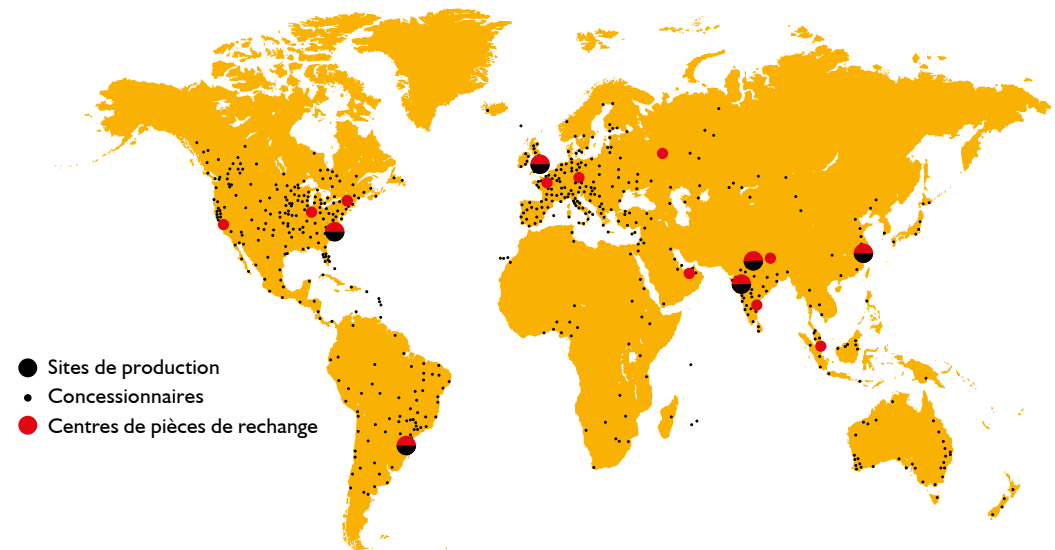 Sites de production
Concessionnaires
Centres de pièces de rechange